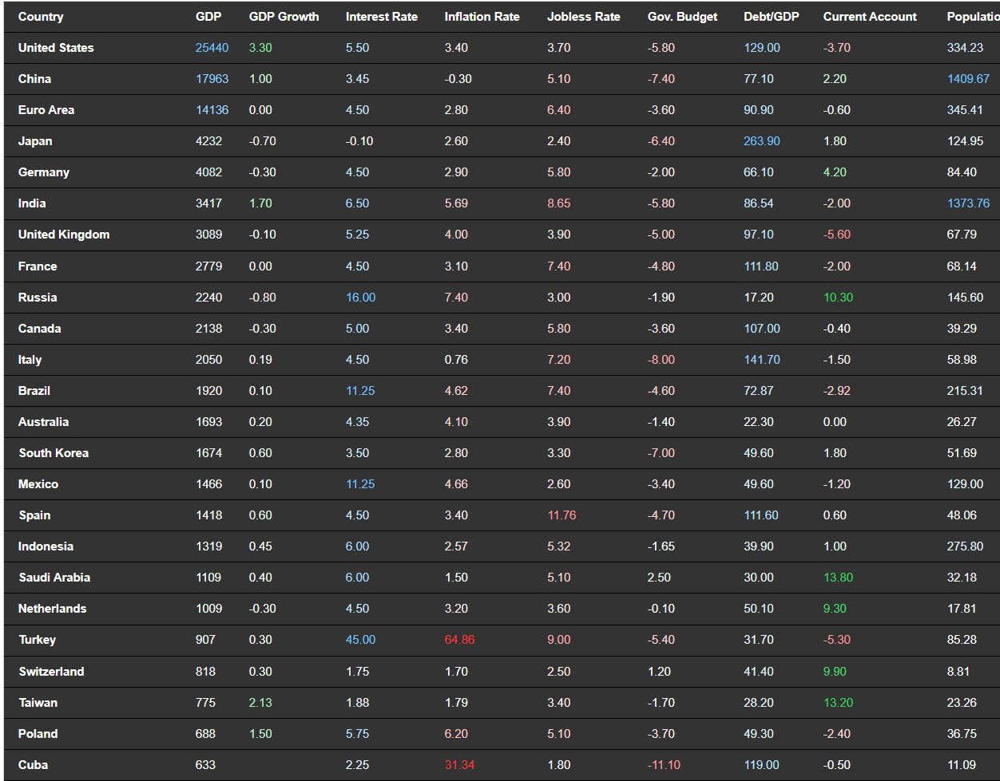 Country GDP GDP Growth Interest Rate Inflation Rate Jobless Rate Gov. Budget Debt/GDP Current Account Populatio
United States 25440 3.30 5.50 3.40 3.70 -5.80 129.00 -3.70 334.23
China 17963 1.00 3.45 -0.30 5.10 -7.40 77.10 2.20 1409.67
Euro Area 14136 0.00 4.50 2.80 6.40 -3.60 90.90 -0.60 345.41
Japan 4232 -0.70 -0.10 2.60 2.40 -6.40 263.90 1.80 124.95
Germany 4082 -0.30 4.50 2.90 5.80 -2.00 66.10 4.20 84.40
India 3417 1.70 6.50 5.69 8.65 -5.80 86.54 -2.00 1373.76
United Kingdom 3089 -0.10 5.25 4.00 3.90 -5.00 97.10 -5.60 67.79
France 2779 0.00 4.50 3.10 7.40 -4.80 111.80 -2.00 68.14
Russia 2240 -0.80 16.00 7.40 3.00 -1.90 17.20 10.30 145.60
Canada 2138 -0.30 5.00 3.40 5.80 -3.60 107.00 -0.40 39.29
Italy 2050 0.19 4.50 0.76 7.20 -8.00 141.70 -1.50 58.98
Brazil 1920 0.10 11.25 4.62 7.40 -4.60 72.87 -2.92 215.31
Australia 1693 0.20 4.35 4.10 3.90 -1.40 22.30 0.00 26.27
South Korea 1674 0.60 3.50 2.80 3.30 -7.00 49.60 1.80 51.69
Mexico 1466 0.10 11.25 4.66 2.60 -3.40 49.60 -1.20 129.00
Spain 1418 0.60 4.50 3.40 11.76 -4.70 111.60 0.60 48.06
Indonesia 1319 0.45 6.00 2.57 5.32 -1.65 39.90 1.00 275.80
Saudi Arabia 1109 0.40 6.00 1.50 5.10 2.50 30.00 13.80 32.18
Netherlands 1009 -0.30 4.50 3.20 3.60 -0.10 50.10 9.30 17.81
Turkey 907 0.30 45.00 64.86 9.00 -5.40 31.70 -5.30 85.28
Switzerland 818 0.30 1.75 1.70 2.50 1.20 41.40 9.90 8.81
Taiwan 775 2.13 1.88 1.79 3.40 -1.70 28.20 13.20 23.26
Poland 688 1.50 5.75 6.20 5.10 -3.70 49.30 -2.40 36.75
Cuba 633 2.25 31.34 1.80 -11.10 119.00 -0.50 11.09